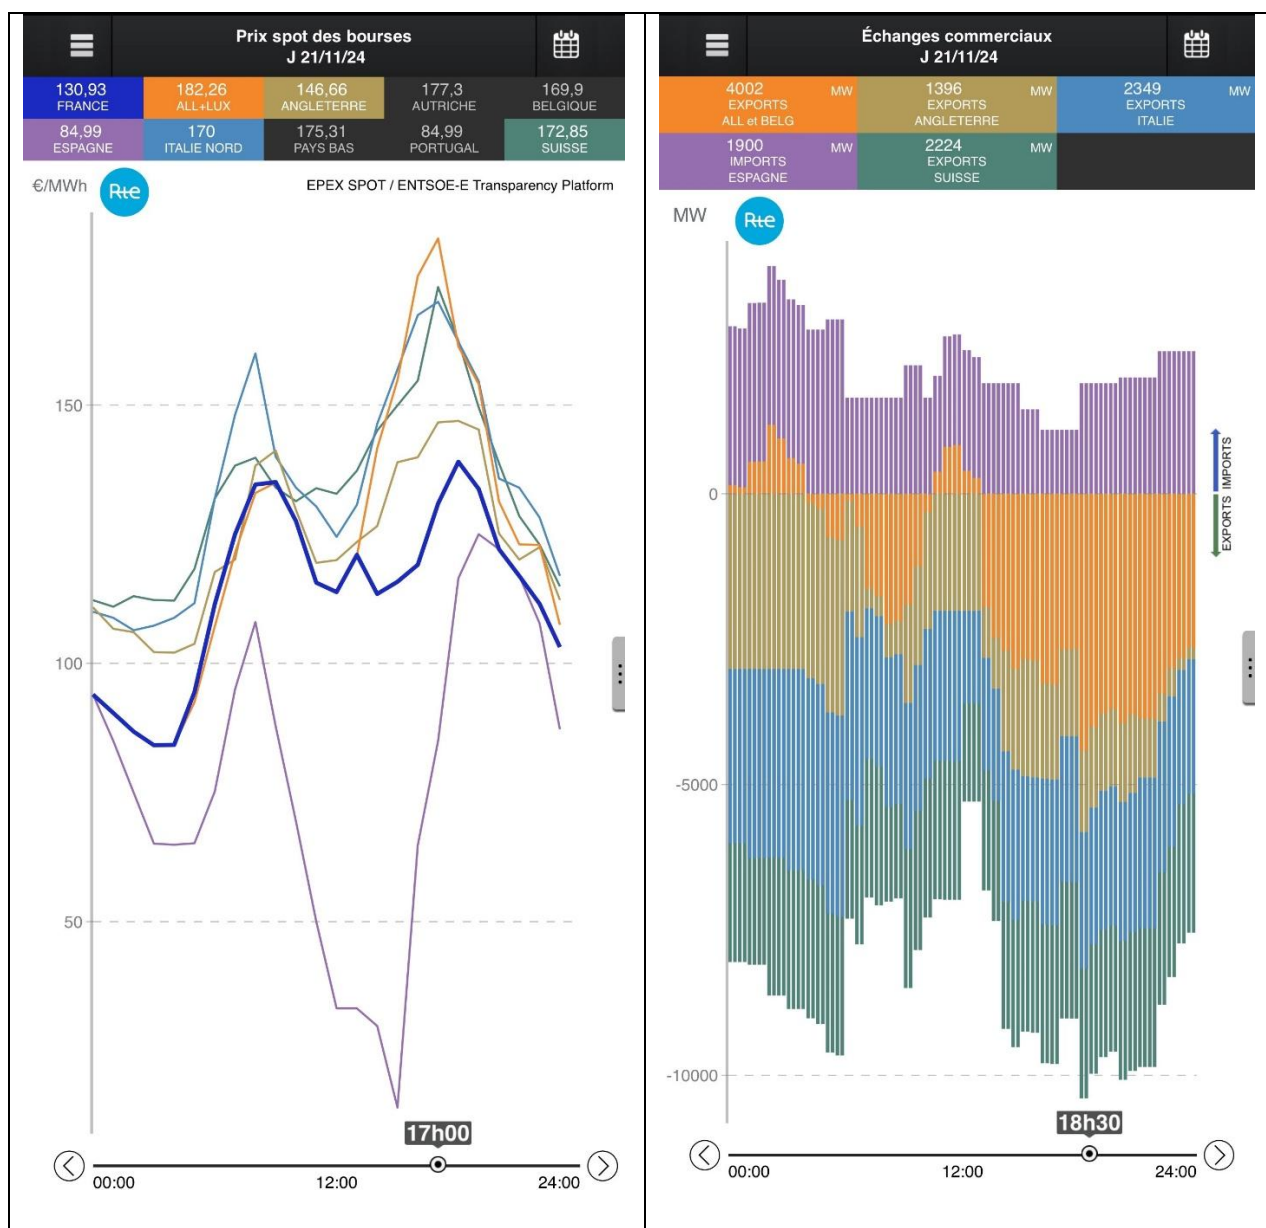 Prix spot des bourses
J 21/11/24
130,93
FRANCE
182,26
ALL+LUX
146,66
ANGLETERRE
177,3
AUTRICHE
169,9
BELGIQUE
84,99
ESPAGNE
170
ITALIE NORD
175,31
PAYS BAS
84,99
PORTUGAL
172,85
SUISSE
€/MWh
Rte
EPEX SPOT / ENTSOE-E Transparency Platform
150
100
50
17h00
00:00
12:00
24:00
Échanges commerciaux
J 21/11/24
4002 MW
EXPORTS
ALL et BELG
1396 MW
EXPORTS
ANGLETERRE
2349 MW
EXPORTS
ITALIE
1900 MW
IMPORTS
ESPAGNE
2224 MW
EXPORTS
SUISSE
MW
Rte
0
-5000
-10000
IMPORTS
EXPORTS
18h30
00:00
12:00
24:00